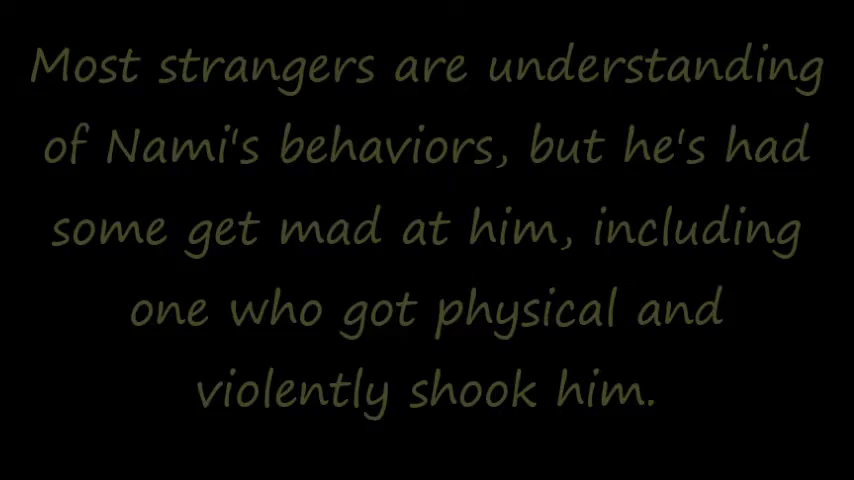 Most strangers are understanding
of Nami's behaviors, but he's had
some get mad at him, including
one who got physical and
violently shook him.